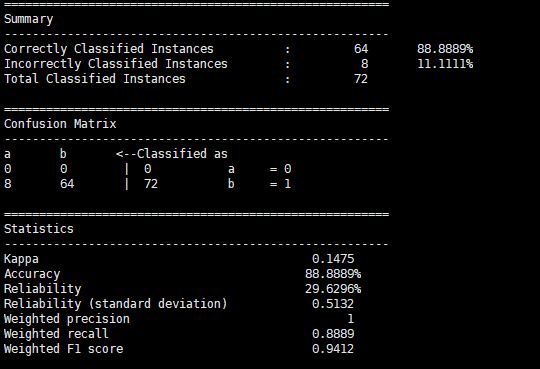 =======================================================
Summary
-------------------------------------------------------
Correctly Classified Instances          :         64       88.8889%
Incorrectly Classified Instances        :          8       11.1111%
Total Classified Instances              :         72
=======================================================
Confusion Matrix
-------------------------------------------------------
a       b       <--Classified as
0       0        |  0           a     = 0
8       64       |  72          b     = 1
=======================================================
Statistics
-------------------------------------------------------
Kappa                                       0.1475
Accuracy                                   88.8889%
Reliability                                29.6296%
Reliability (standard deviation)            0.5132
Weighted precision                               1
Weighted recall                             0.8889
Weighted F1 score                           0.9412